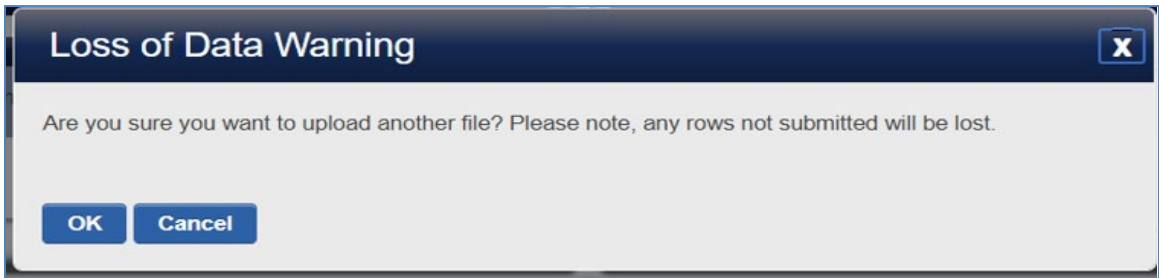 Loss of Data Warning
X
Are you sure you want to upload another file? Please note, any rows not submitted will be lost.
OK Cancel